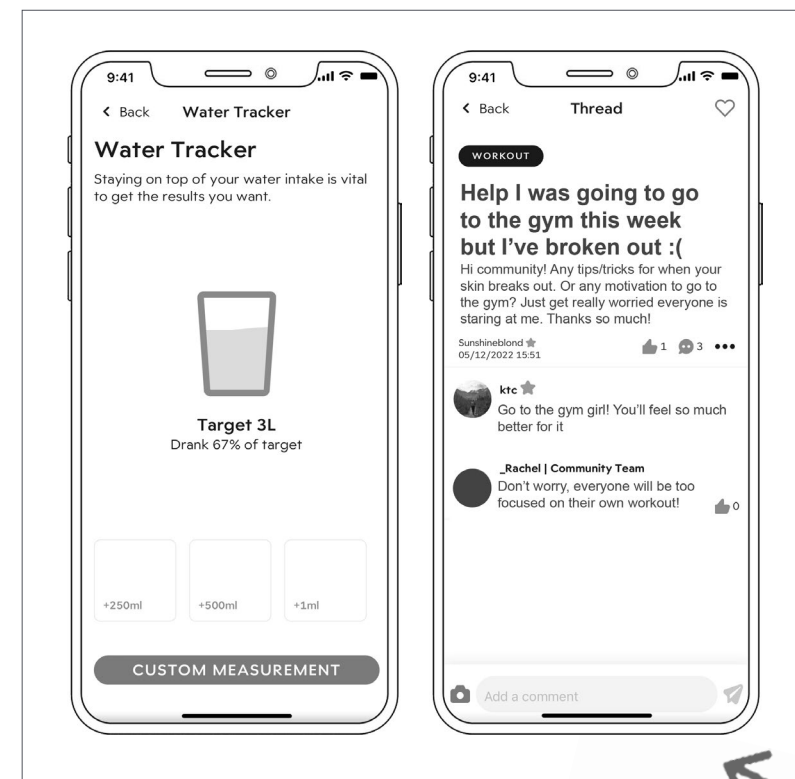 9:41
Back Water Tracker
Water Tracker
Staying on top of your water intake is vital
to get the results you want.
Target 3L
Drank 67% of target
+250ml +500ml +1ml
CUSTOM MEASUREMENT
9:41
Back Thread
WORKOUT
Help I was going to go
to the gym this week
but I’ve broken out :(
Hi community! Any tips/tricks for when your
skin breaks out. Or any motivation to go to
the gym? Just get really worried everyone is
staring at me. Thanks so much!
Sunshineblond
05/12/2022 15:51
1 3
ktc
Go to the gym girl! You’ll feel so much
better for it
_Rachel | Community Team
Don’t worry, everyone will be too
focused on their own workout!
0
Add a comment